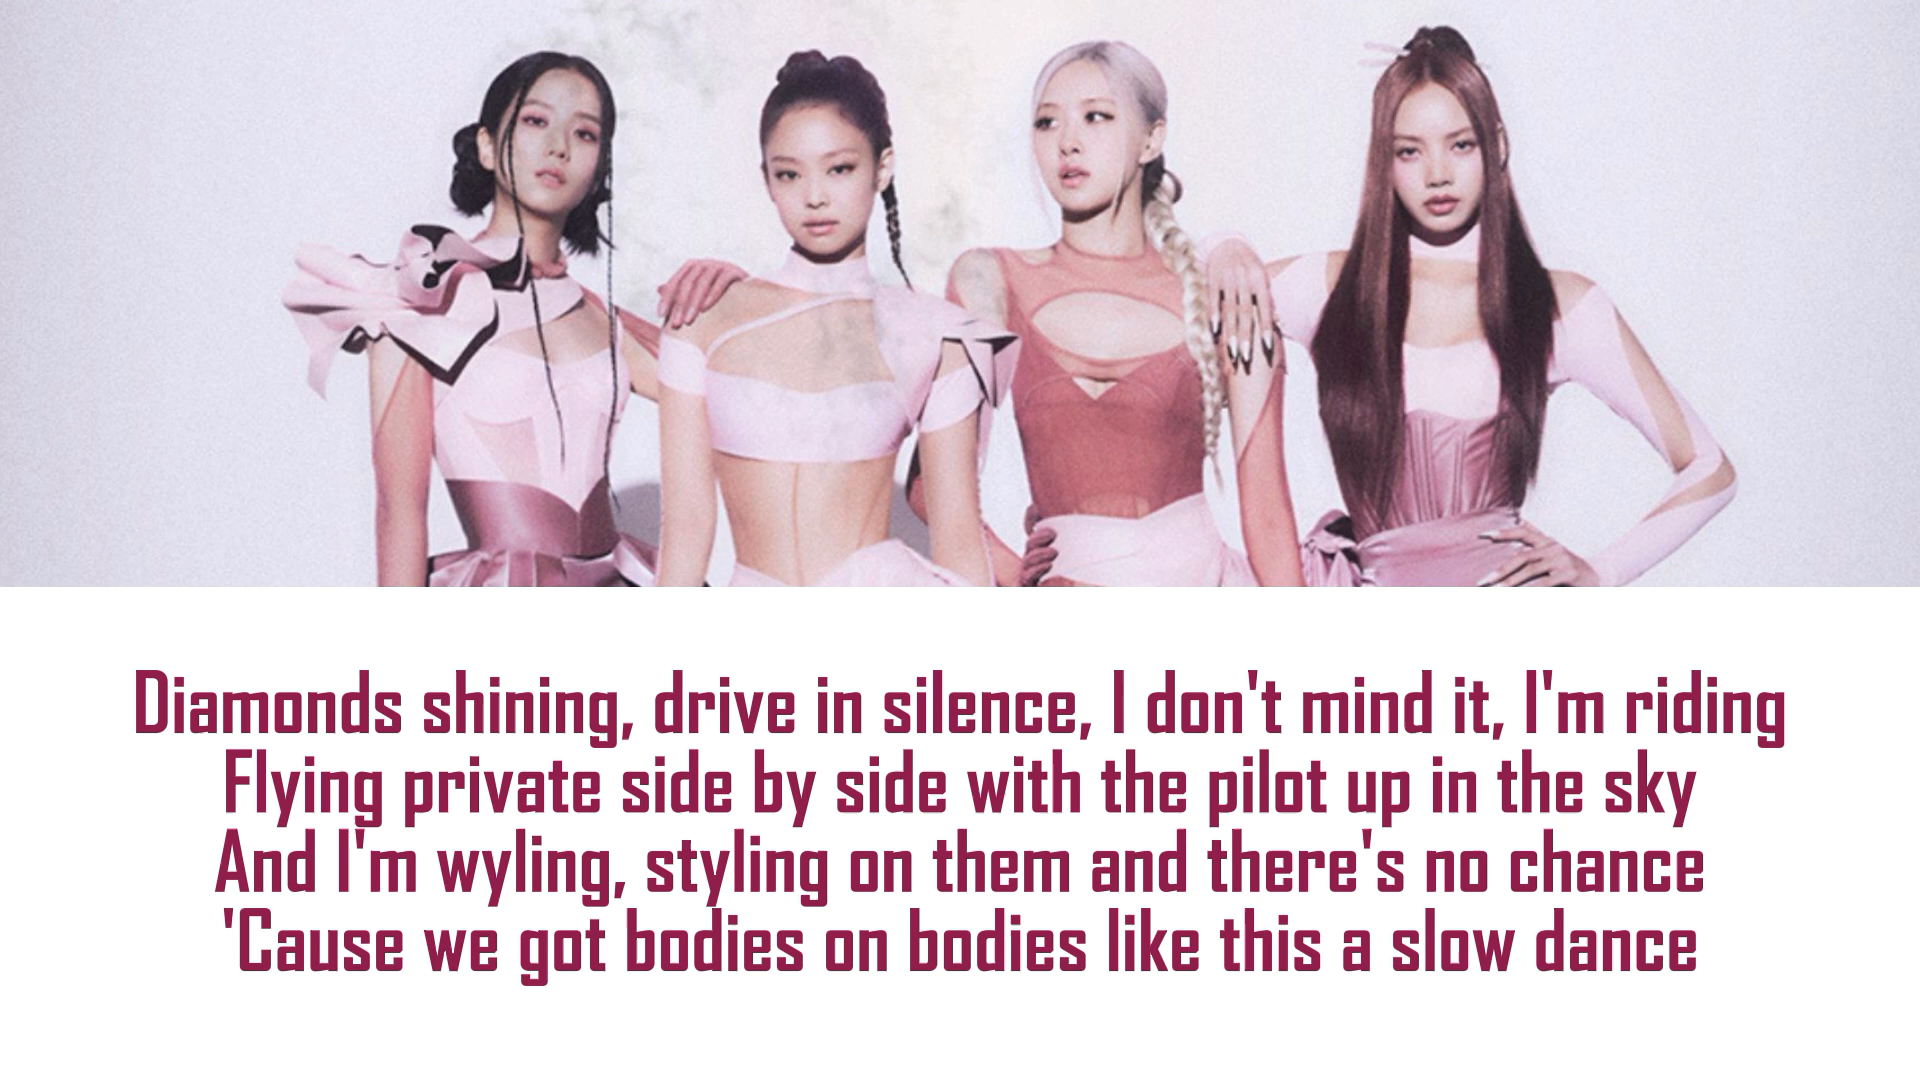 Diamonds shining, drive in silence, I don't mind it, I'm riding
Flying private side by side with the pilot up in the sky
And I'm wyling, styling on them and there's no chance
'Cause we got bodies on bodies like this a slow dance